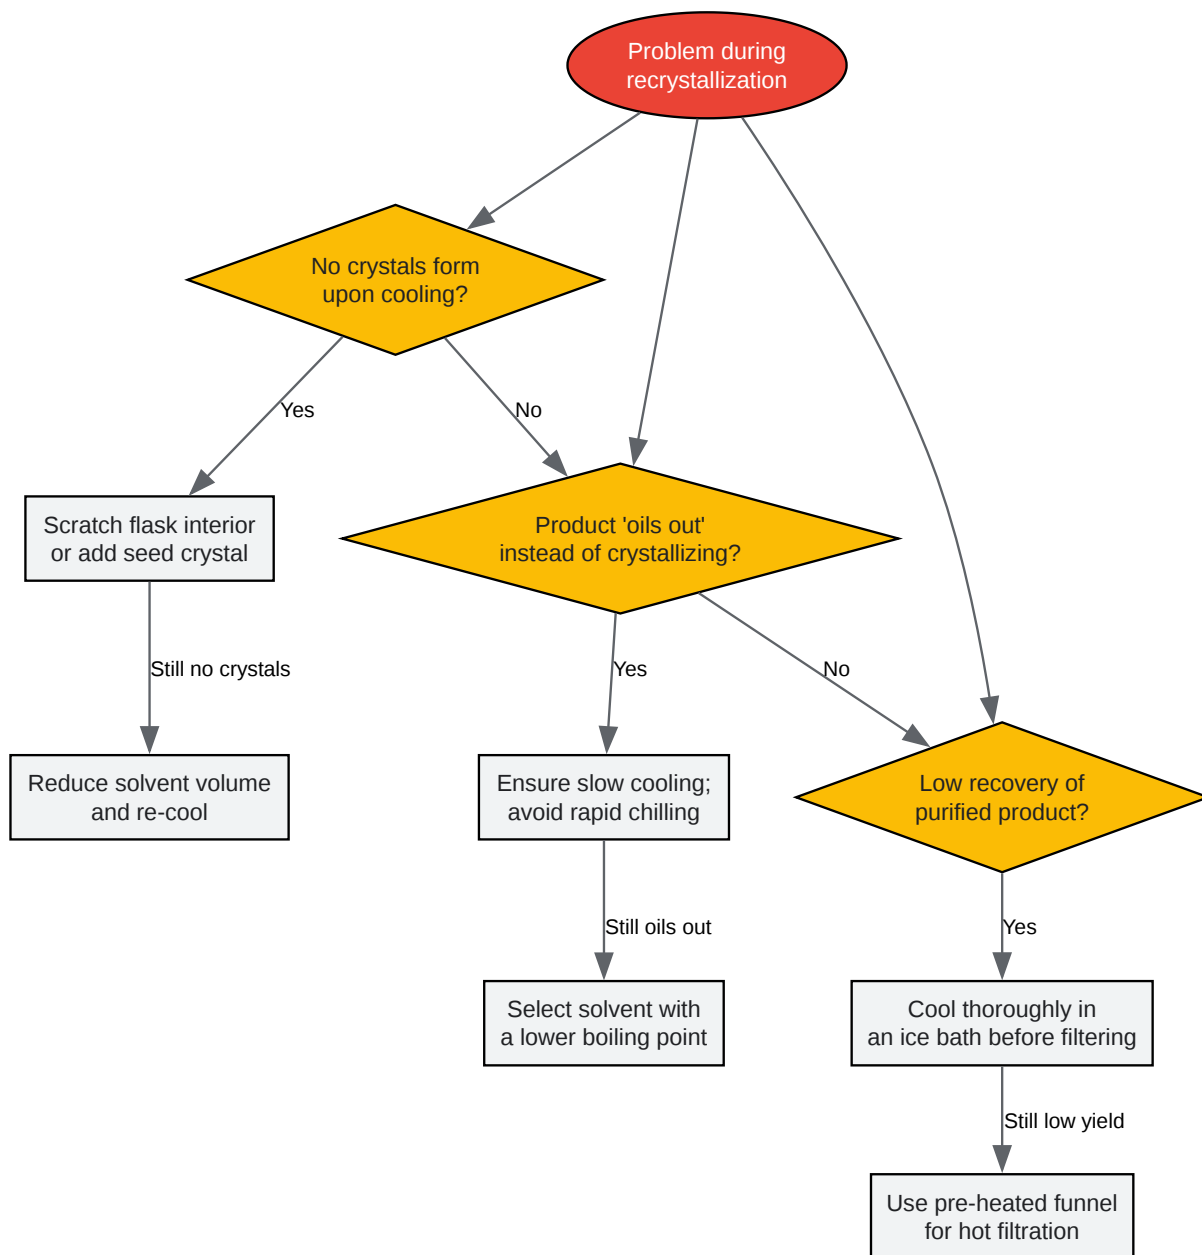 Problem during
recrystallization
No crystals form
upon cooling?
Yes
No
Scratch flask interior
or add seed crystal
Product 'oils out'
instead of crystallizing?
Still no crystals
Yes
No
Reduce solvent volume
and re-cool
Ensure slow cooling;
avoid rapid chilling
Low recovery of
purified product?
Still oils out
Yes
Select solvent with
a lower boiling point
Cool thoroughly in
an ice bath before filtering
Still low yield
Use pre-heated funnel
for hot filtration